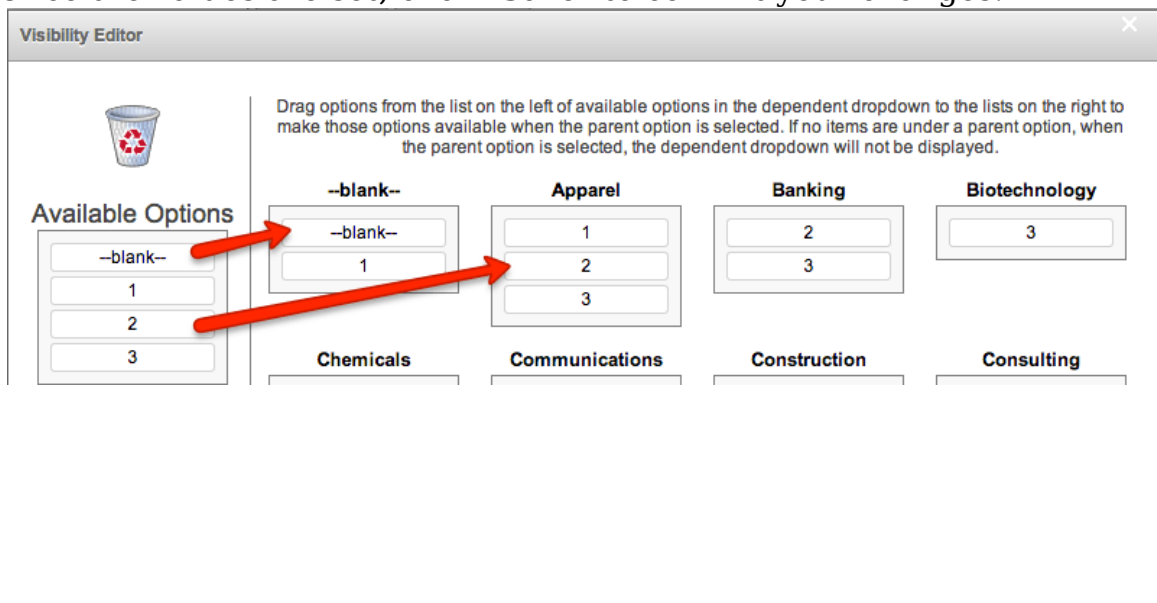 Visibility Editor
Drag options from the list on the left of available options in the dependent dropdown to the lists on the right to
make those options available when the parent option is selected. If no items are under a parent option, when
the parent option is selected, the dependent dropdown will not be displayed.
Available Options
--blank--
1
2
3
--blank-- Apparel Banking Biotechnology
--blank-- 1 2 3
1 2 3
3
Chemicals Communications Construction Consulting